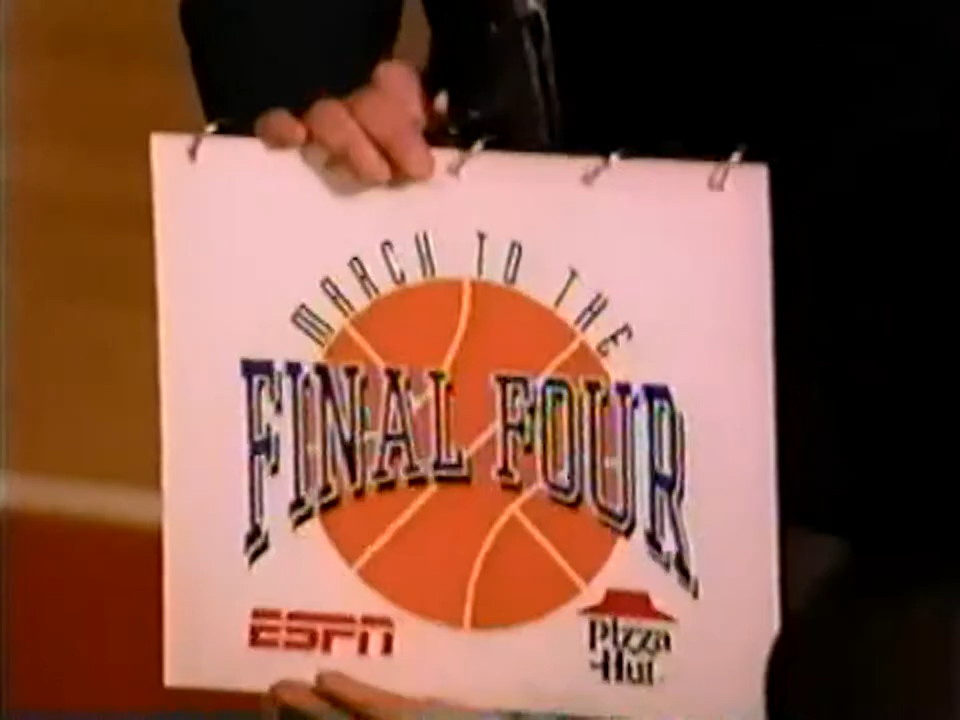 MARCH TO THE
FINAL FOUR
ESPN
Pizza
Hut